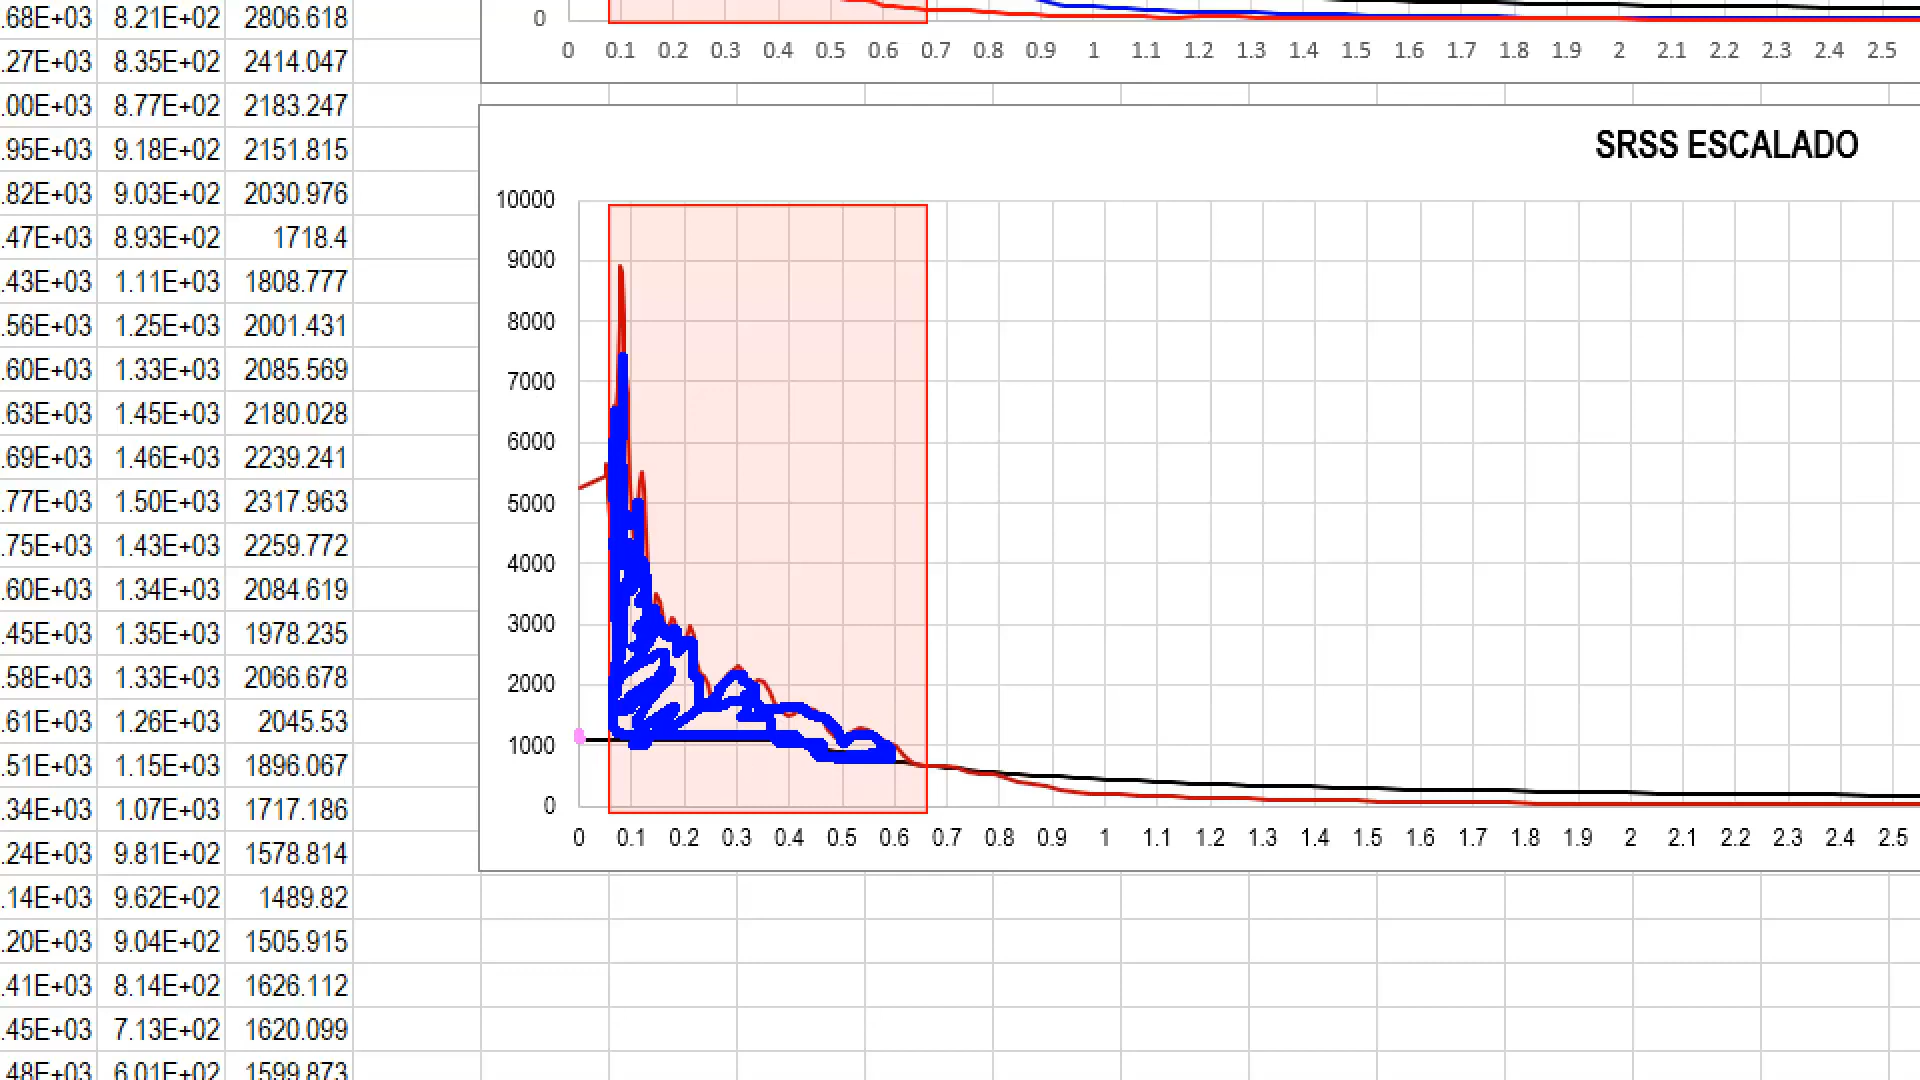 .68E+03 8.21E+02 2806.618
.27E+03 8.35E+02 2414.047
.00E+03 8.77E+02 2183.247
.95E+03 9.18E+02 2151.815
.82E+03 9.03E+02 2030.976
.47E+03 8.93E+02 1718.4
.43E+03 1.11E+03 1808.777
.56E+03 1.25E+03 2001.431
.60E+03 1.33E+03 2085.569
.63E+03 1.45E+03 2180.028
.69E+03 1.46E+03 2239.241
.77E+03 1.50E+03 2317.963
.75E+03 1.43E+03 2259.772
.60E+03 1.34E+03 2084.619
.45E+03 1.35E+03 1978.235
.58E+03 1.33E+03 2066.678
.61E+03 1.26E+03 2045.53
.51E+03 1.15E+03 1896.067
.34E+03 1.07E+03 1717.186
.24E+03 9.81E+02 1578.814
.14E+03 9.62E+02 1489.82
.20E+03 9.04E+02 1505.915
.41E+03 8.14E+02 1626.112
.45E+03 7.13E+02 1620.099
.48E+03 6.01E+02 1599.873
0
0 0.1 0.2 0.3 0.4 0.5 0.6 0.7 0.8 0.9 1 1.1 1.2 1.3 1.4 1.5 1.6 1.7 1.8 1.9 2 2.1 2.2 2.3 2.4 2.5
SRSS ESCALADO
10000
9000
8000
7000
6000
5000
4000
3000
2000
1000
0
0 0.1 0.2 0.3 0.4 0.5 0.6 0.7 0.8 0.9 1 1.1 1.2 1.3 1.4 1.5 1.6 1.7 1.8 1.9 2 2.1 2.2 2.3 2.4 2.5